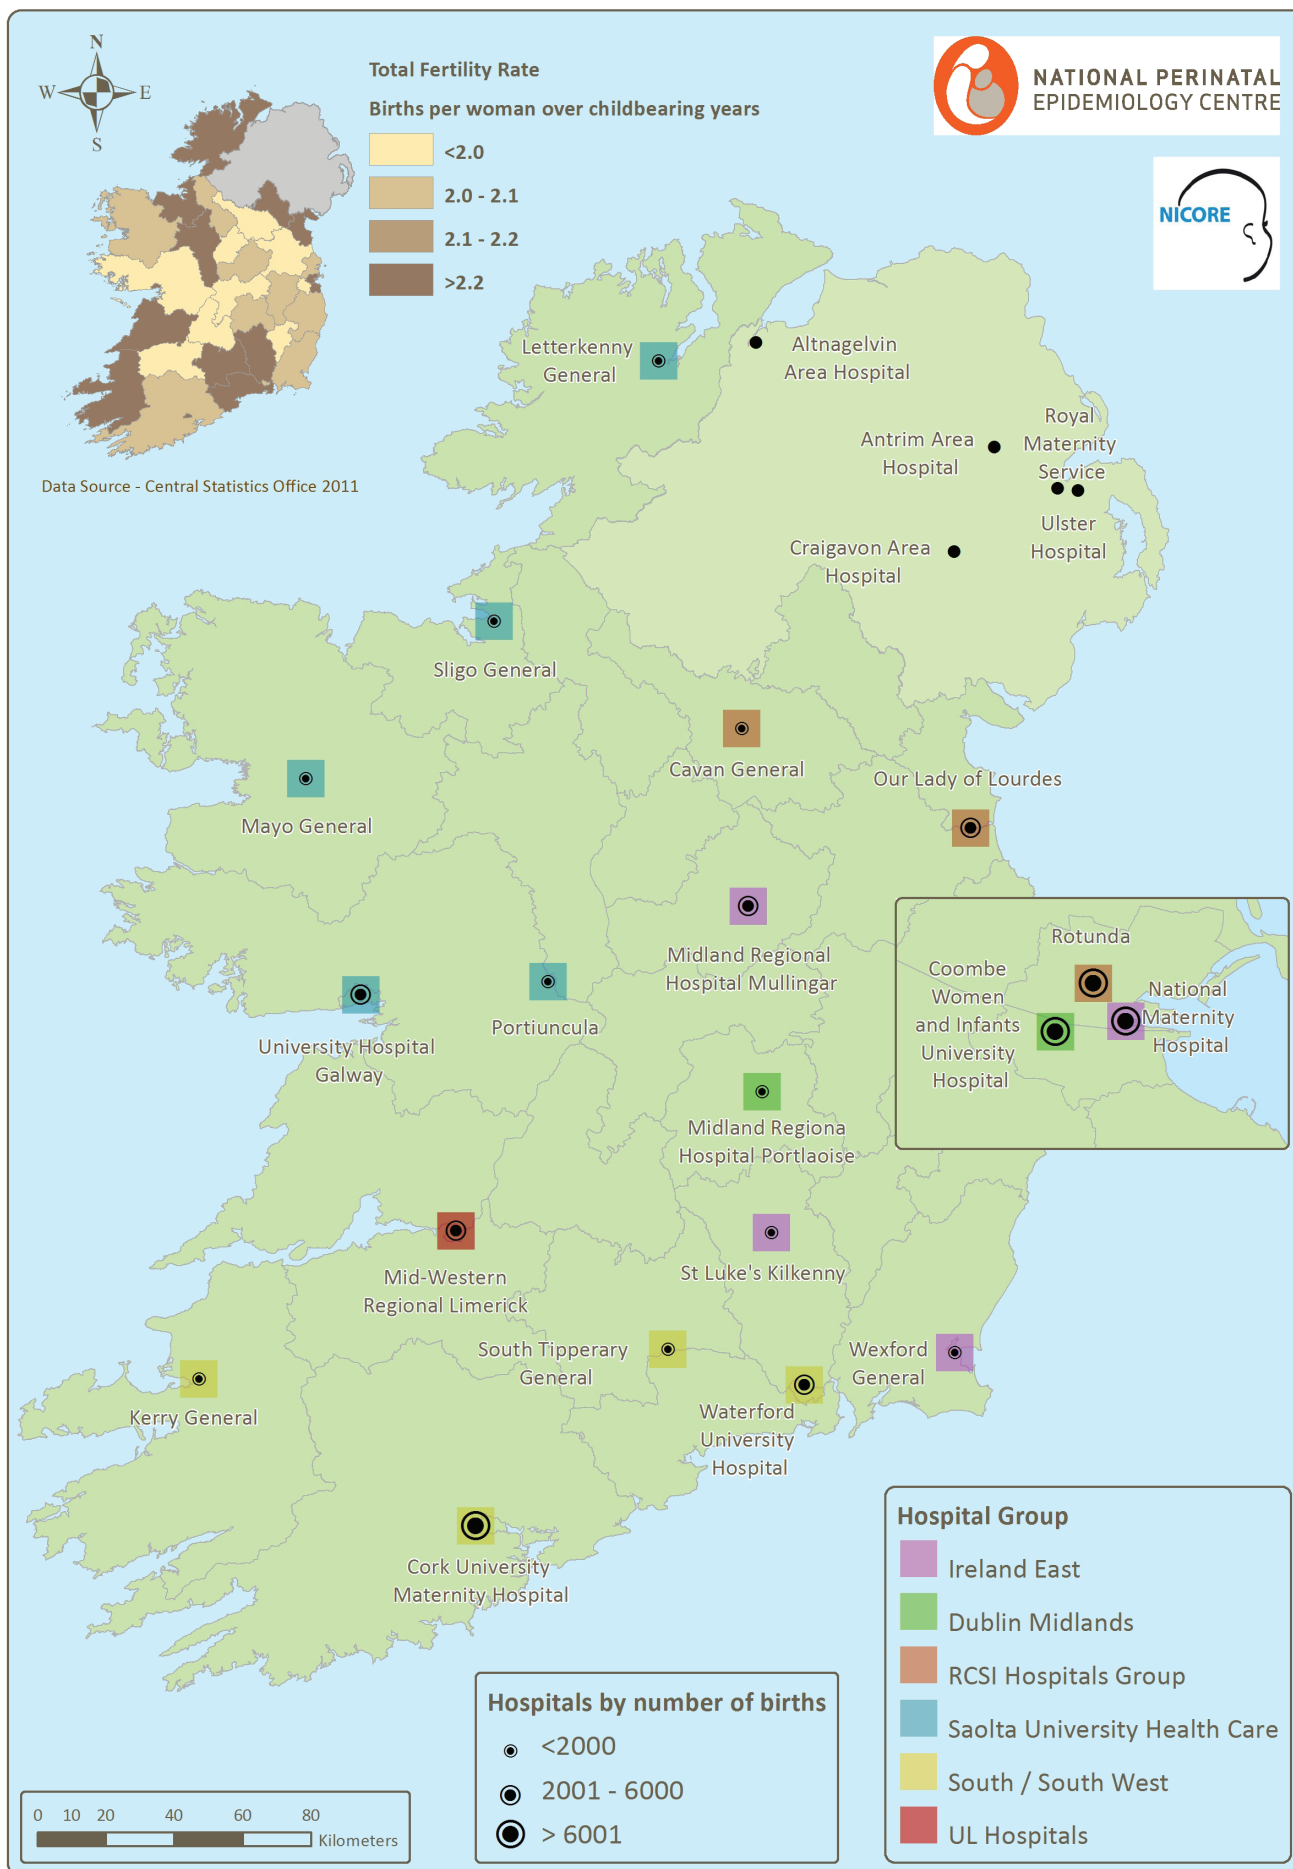 N
W
E
S
Total Fertility Rate
Births per woman over childbearing years
<2.0
2.0 - 2.1
2.1 - 2.2
>2.2
NATIONAL PERINATAL
EPIDEMIOLOGY CENTRE
NICORE
Data Source - Central Statistics Office 2011
Letterkenny
General
Altnagelvin
Area Hospital
Antrim Area
Hospital
Royal
Maternity
Service
Ulster
Hospital
Craigavon Area
Hospital
Sligo General
Cavan General
Our Lady of Lourdes
Mayo General
Midland Regional
Hospital Mullingar
Rotunda
Coombe
Women
and Infants
University
Hospital
National
Maternity
Hospital
Portiuncula
University Hospital
Galway
Midland Regiona
Hospital Portlaoise
Mid-Western
Regional Limerick
St Luke's Kilkenny
South Tipperary
General
Wexford
General
Kerry General
Waterford
University
Hospital
Cork University
Maternity Hospital
Hospital Group
Ireland East
Dublin Midlands
RCSI Hospitals Group
Saolta University Health Care
South / South West
UL Hospitals
Hospitals by number of births
<2000
2001 - 6000
> 6001
0 10 20 40 60 80
Kilometers